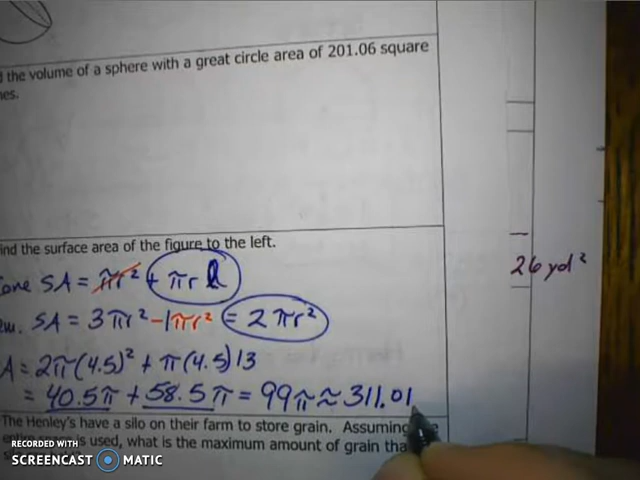 the volume of a sphere with a great circle area of 201.06 square
ind the surface area of the figure to the left.
26 yd²
one SA = πr² + πr l
em. SA = 3πr² - 1πr² = 2πr²
A = 2π(4.5)² + π(4.5)13
= 40.5π + 58.5π = 99π ≈ 311.01
The Henley's have a silo on their farm to store grain. Assuming
is used, what is the maximum amount of grain tha
RECORDED WITH
SCREENCAST MATIC